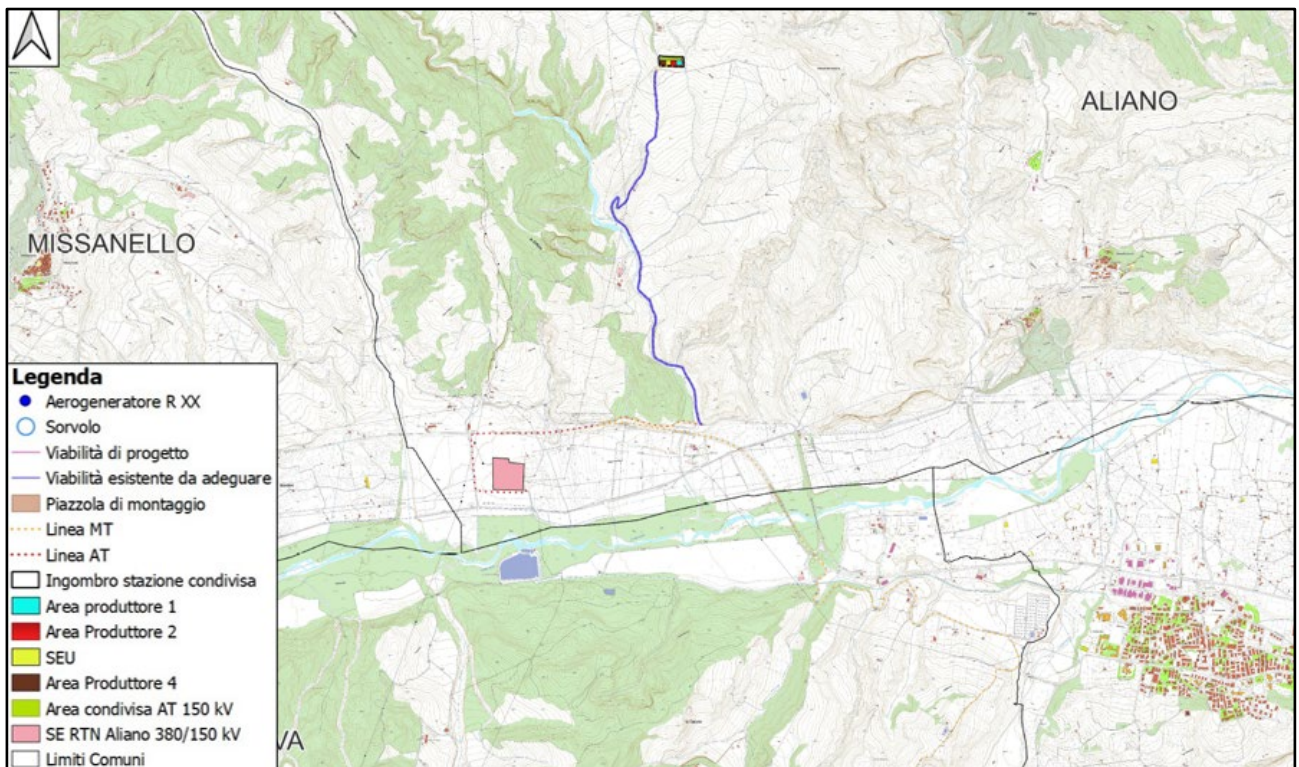 ALIANO
MISSANELLO
Legenda
Aerogeneratore R XX
Sorvolo
Viabilità di progetto
Viabilità esistente da adeguare
Piazzola di montaggio
Linea MT
Linea AT
Ingombro stazione condivisa
Area produttore 1
Area Produttore 2
SEU
Area Produttore 4
Area condivisa AT 150 kV
SE RTN Aliano 380/150 kV
VA
Limiti Comuni